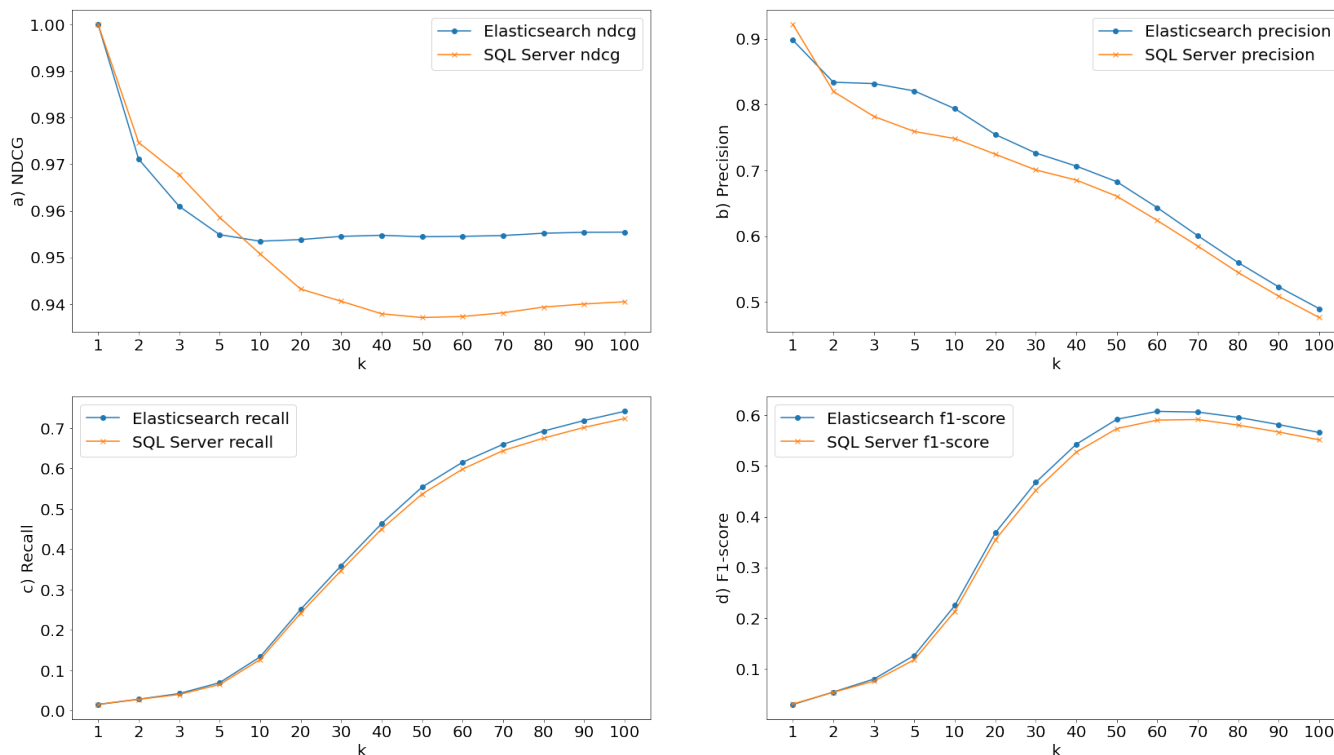 a) NDCG
1.00
0.99
0.98
0.97
0.96
0.95
0.94
Elasticsearch ndcg
SQL Server ndcg
1 2 3 5 10 20 30 40 50 60 70 80 90 100
k
b) Precision
0.9
0.8
0.7
0.6
0.5
Elasticsearch precision
SQL Server precision
1 2 3 5 10 20 30 40 50 60 70 80 90 100
k
c) Recall
0.7
0.6
0.5
0.4
0.3
0.2
0.1
0.0
Elasticsearch recall
SQL Server recall
1 2 3 5 10 20 30 40 50 60 70 80 90 100
k
d) F1-score
0.6
0.5
0.4
0.3
0.2
0.1
Elasticsearch f1-score
SQL Server f1-score
1 2 3 5 10 20 30 40 50 60 70 80 90 100
k